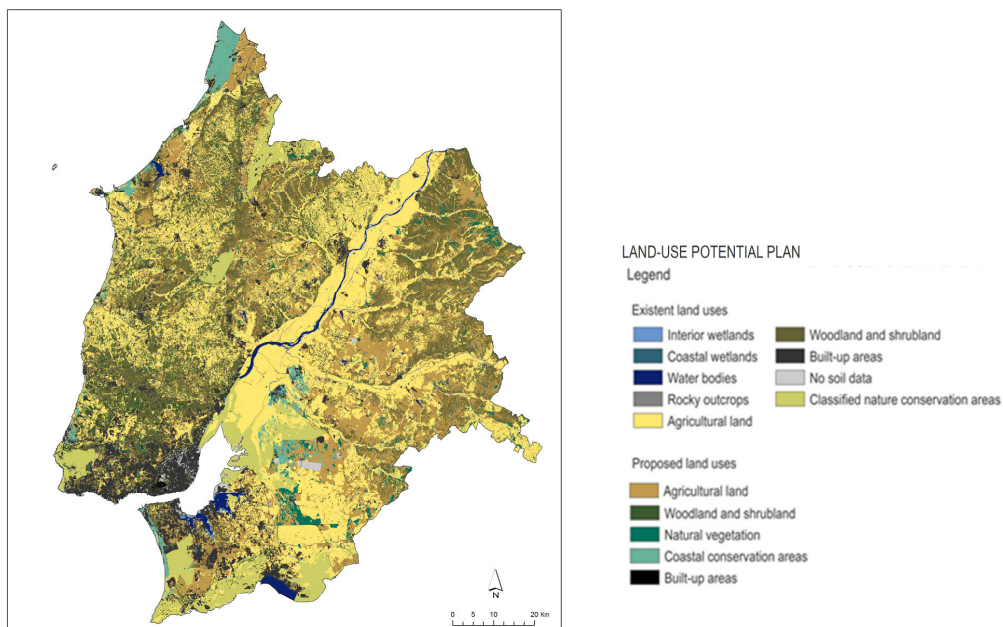 LAND-USE POTENTIAL PLAN
Legend
Existent land uses
Interior wetlands
Woodland and shrubland
Coastal wetlands
Built-up areas
Water bodies
No soil data
Rocky outcrops
Classified nature conservation areas
Agricultural land
Proposed land uses
Agricultural land
Woodland and shrubland
Natural vegetation
Coastal conservation areas
Built-up areas
N
0 5 10 20 Km